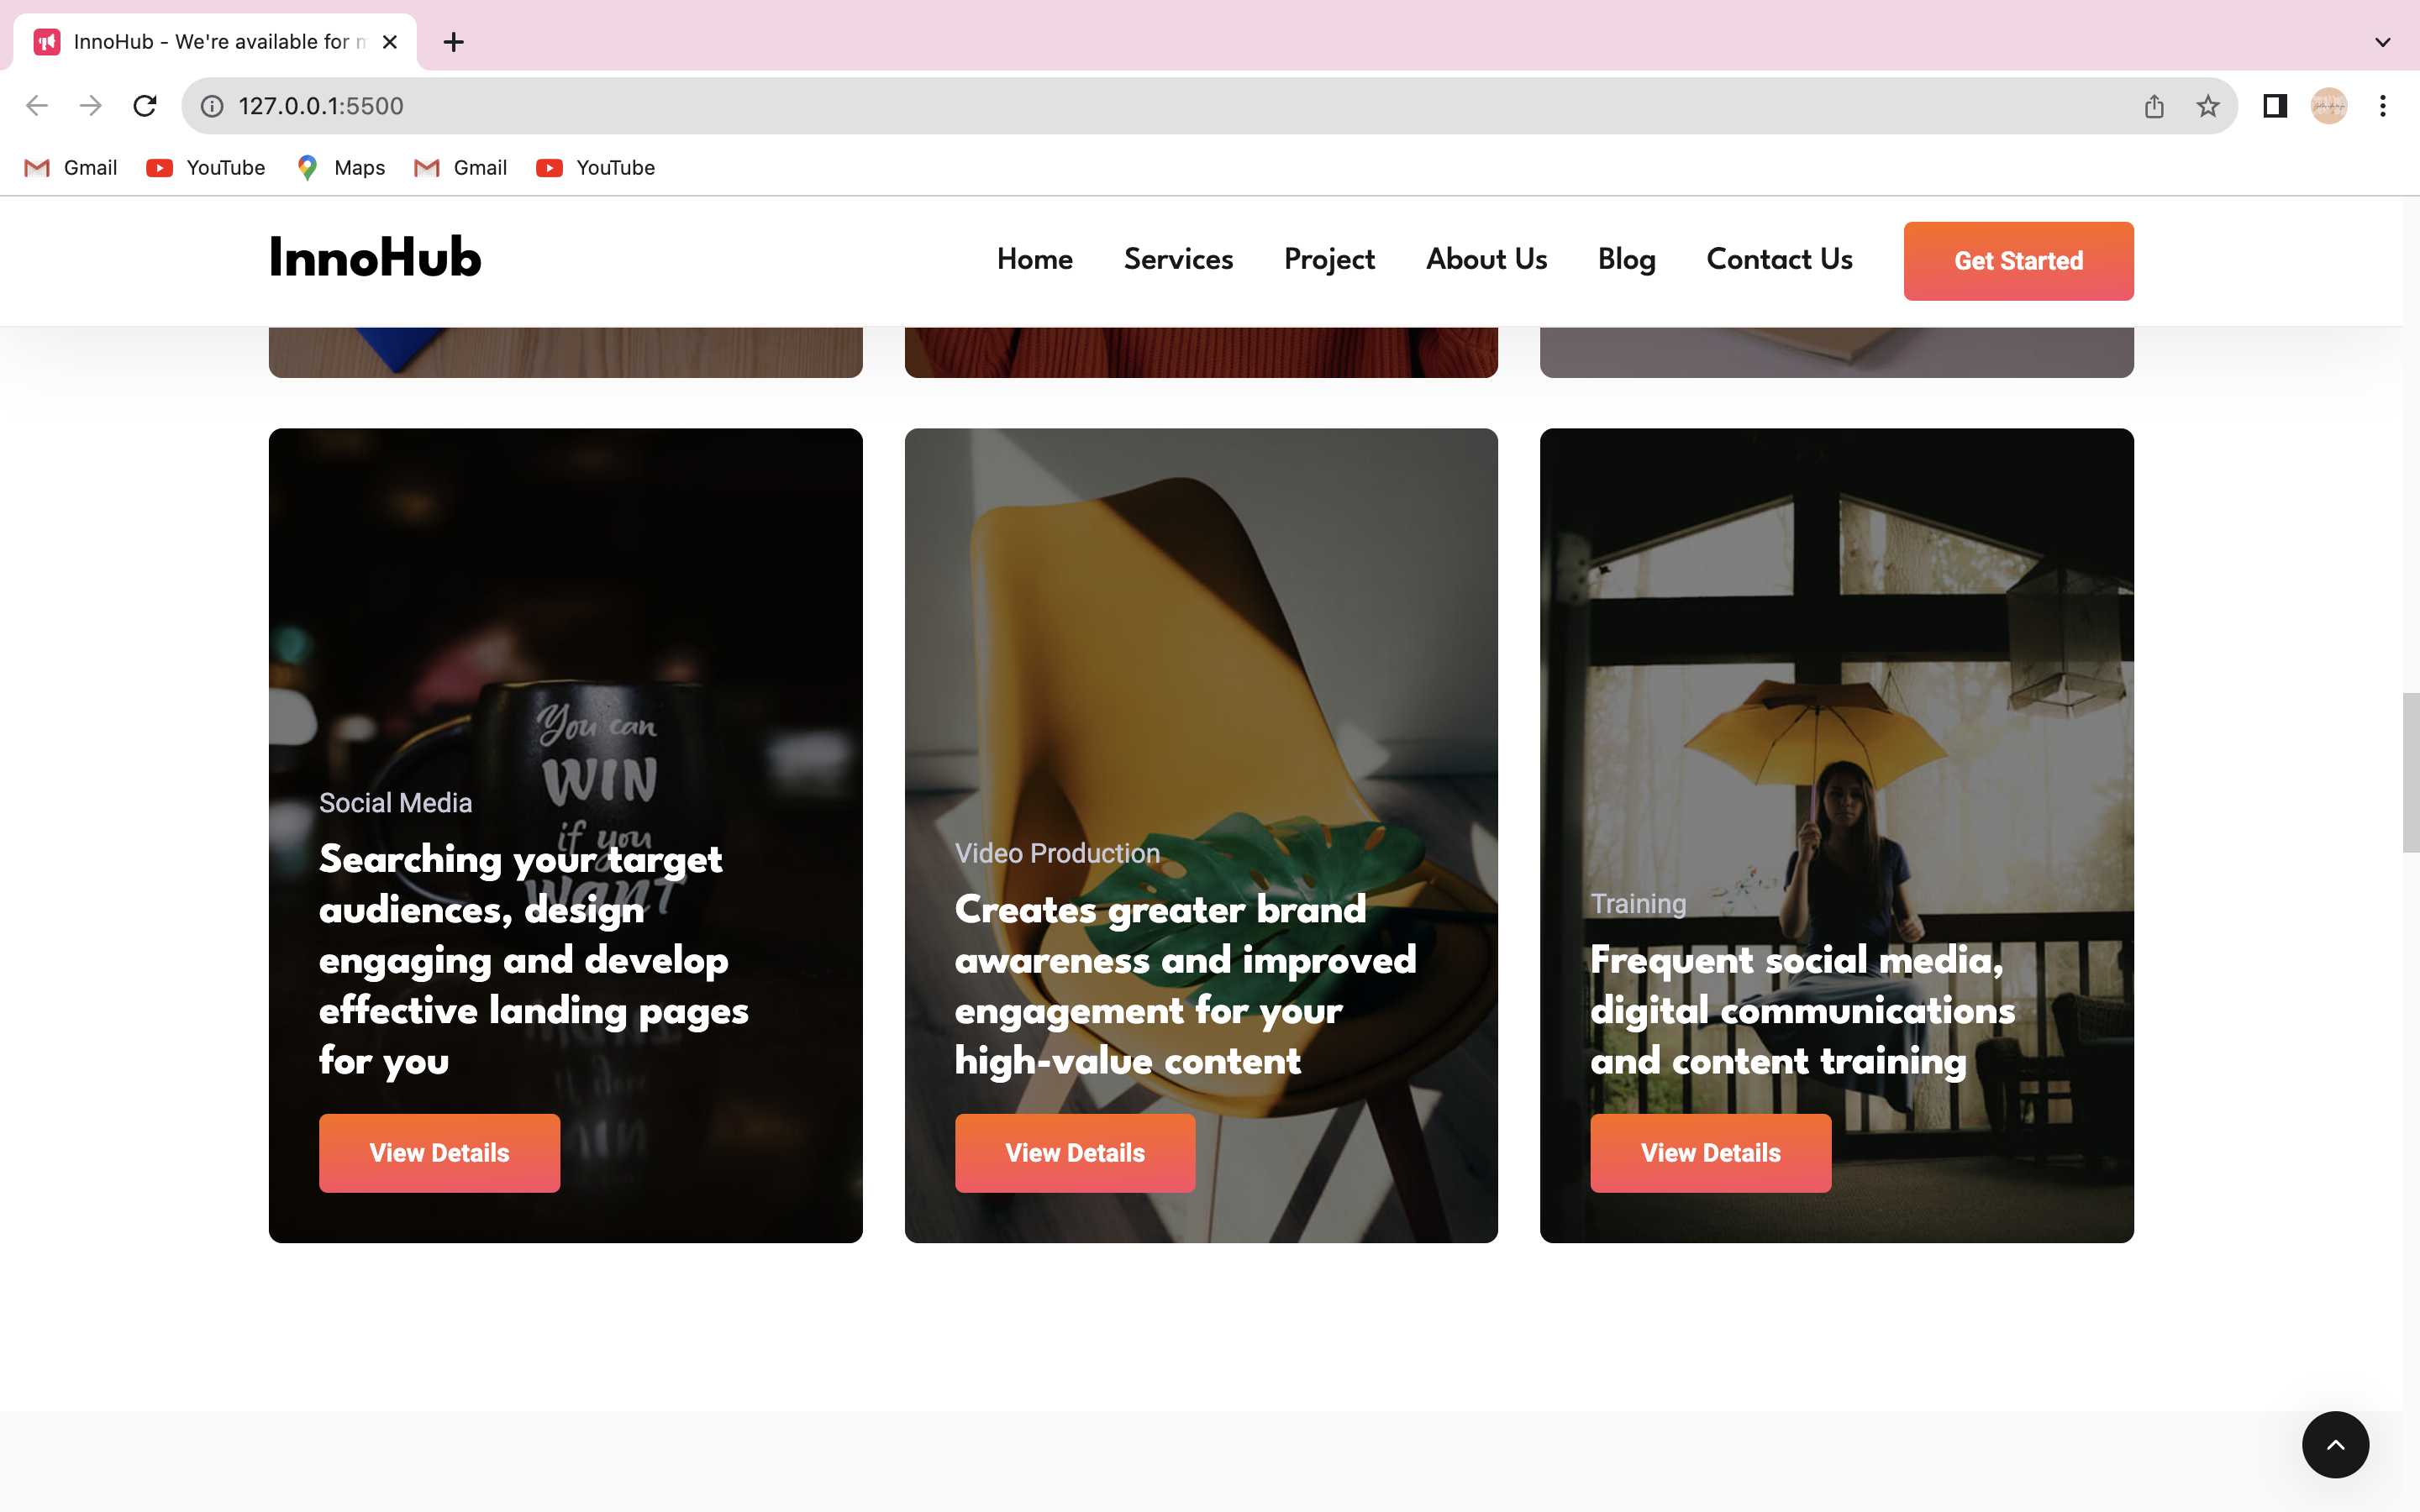 InnoHub - We're available for m
127.0.0.1:5500
Gmail YouTube Maps Gmail YouTube
InnoHub
Home Services Project About Us Blog Contact Us Get Started
You can
WIN
if you
WANT
Social Media
Searching your target
audiences, design
engaging and develop
effective landing pages
for you
View Details
Video Production
Creates greater brand
awareness and improved
engagement for your
high-value content
View Details
Training
Frequent social media,
digital communications
and content training
View Details